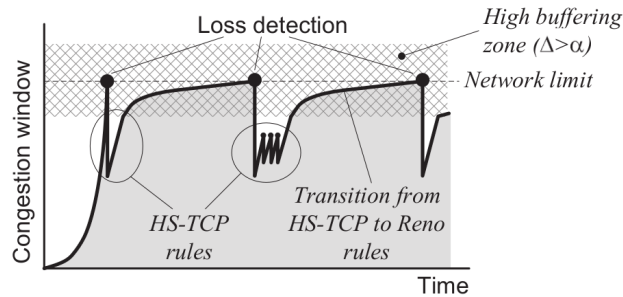 Loss detection
High buffering
zone (Δ>α)
Network limit
Congestion window
HS-TCP
rules
Transition from
HS-TCP to Reno
rules
Time